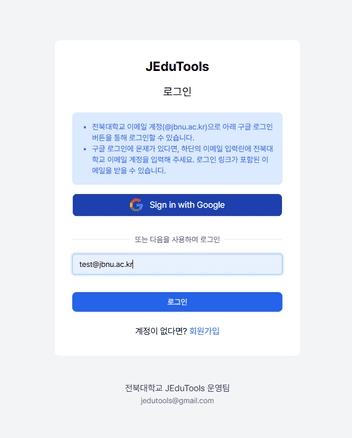 JEduTools
로그인
• 전북대학교 이메일 계정(@jbnu.ac.kr)으로 아래 구글 로그인
버튼을 통해 로그인할 수 있습니다.
• 구글 로그인에 문제가 있다면, 하단의 이메일 입력란에 전북대
학교 이메일 계정을 입력해 주세요. 로그인 링크가 포함된 이
메일을 받을 수 있습니다.
Sign in with Google
또는 다음을 사용하여 로그인
test@jbnu.ac.kr
로그인
계정이 없다면? 회원가입
전북대학교 JEduTools 운영팀
jedutools@gmail.com